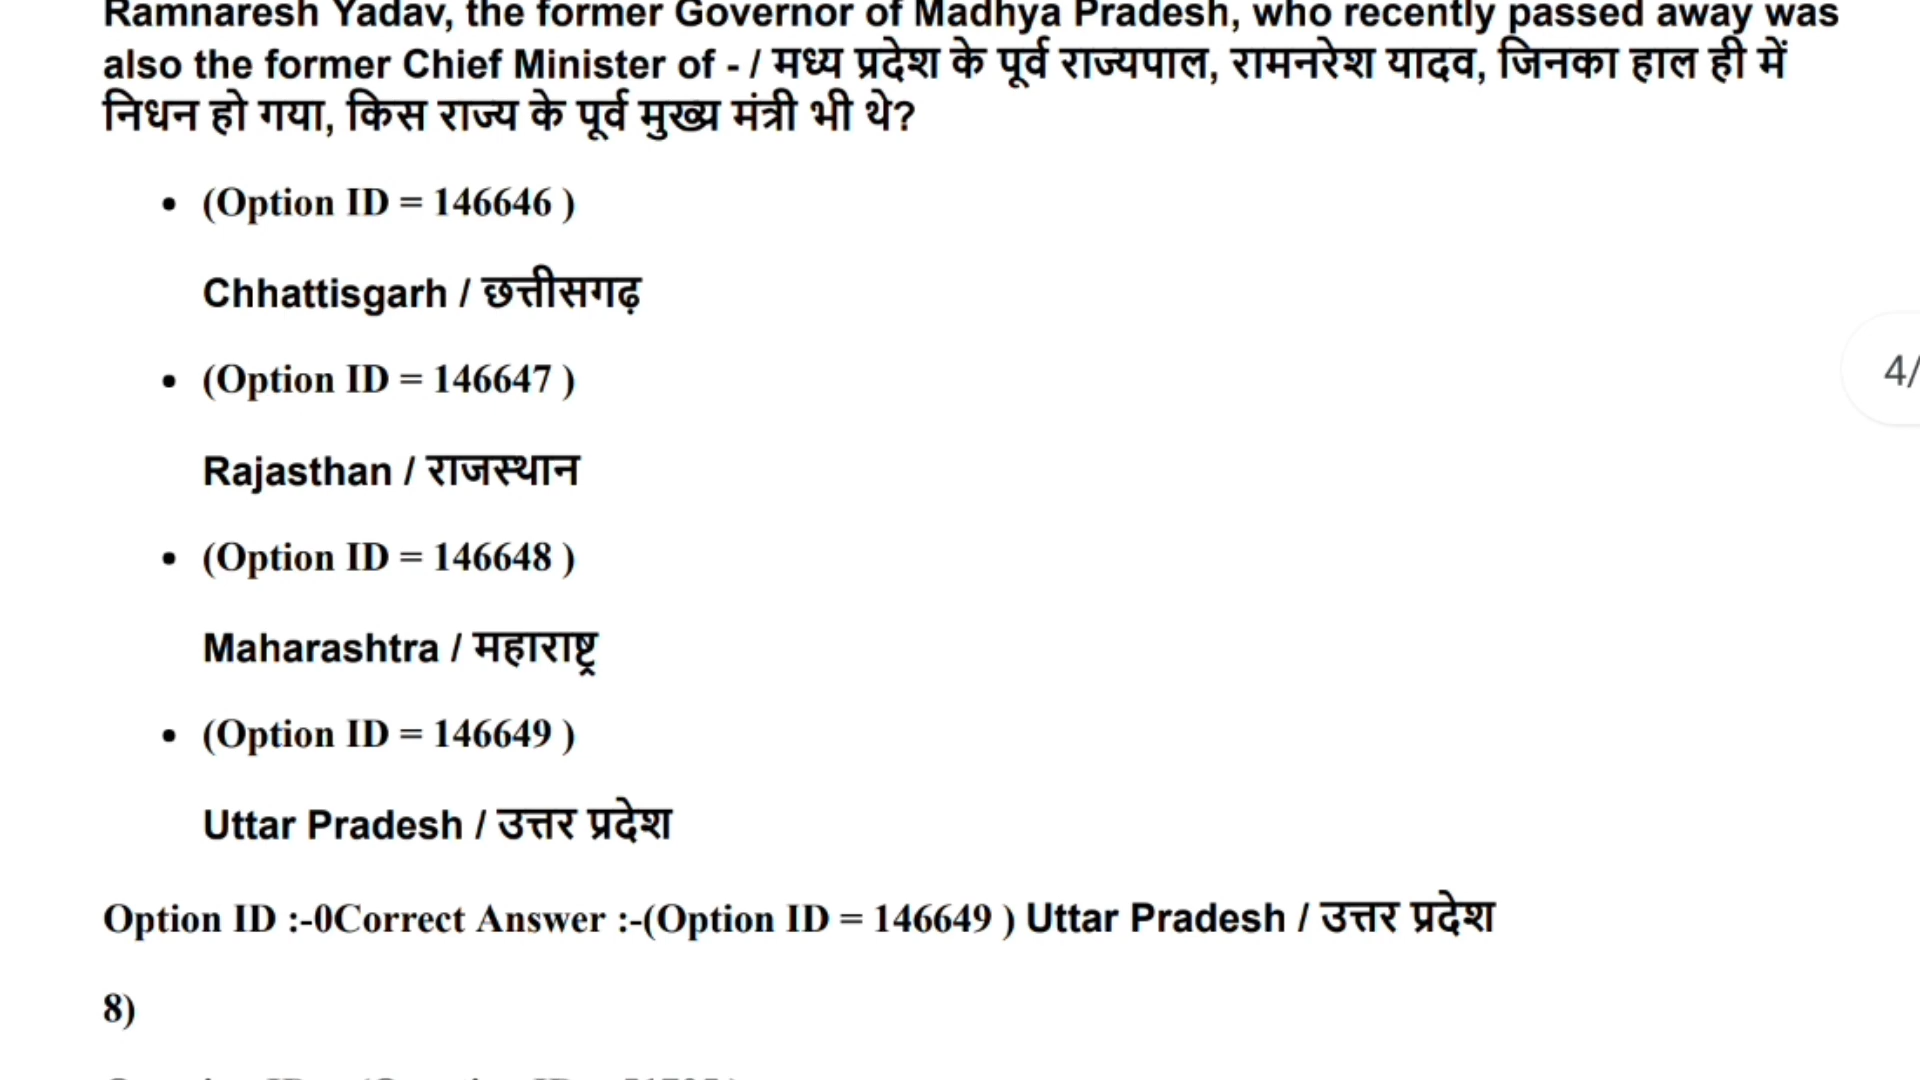 Ramnaresh Yadav, the former Governor of Madhya Pradesh, who recently passed away was
also the former Chief Minister of - / मध्य प्रदेश के पूर्व राज्यपाल, रामनरेश यादव, जिनका हाल ही में
निधन हो गया, किस राज्य के पूर्व मुख्य मंत्री भी थे?
• (Option ID = 146646 )
Chhattisgarh / छत्तीसगढ़
• (Option ID = 146647 )
4/
Rajasthan / राजस्थान
• (Option ID = 146648 )
Maharashtra / महाराष्ट्र
• (Option ID = 146649 )
Uttar Pradesh / उत्तर प्रदेश
Option ID :-0Correct Answer :-(Option ID = 146649 ) Uttar Pradesh / उत्तर प्रदेश
8)